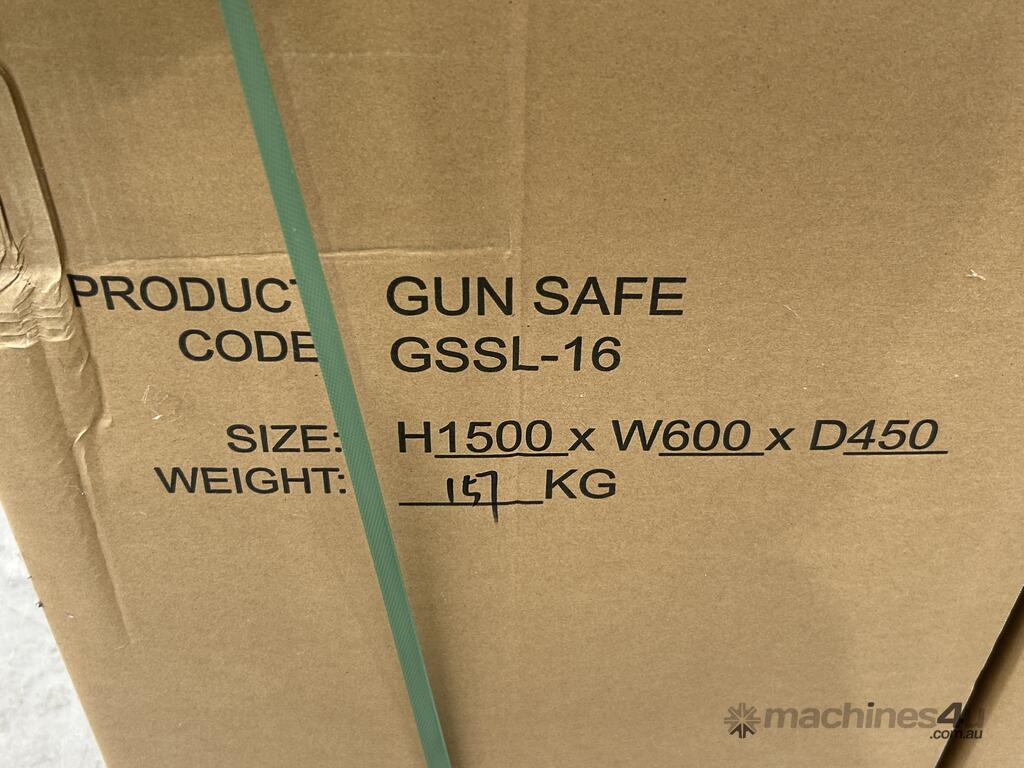 PRODUCT GUN SAFE
CODE GSSL-16
SIZE: H1500 x W600 x D450
WEIGHT: 157 KG
machines4u
.com.au